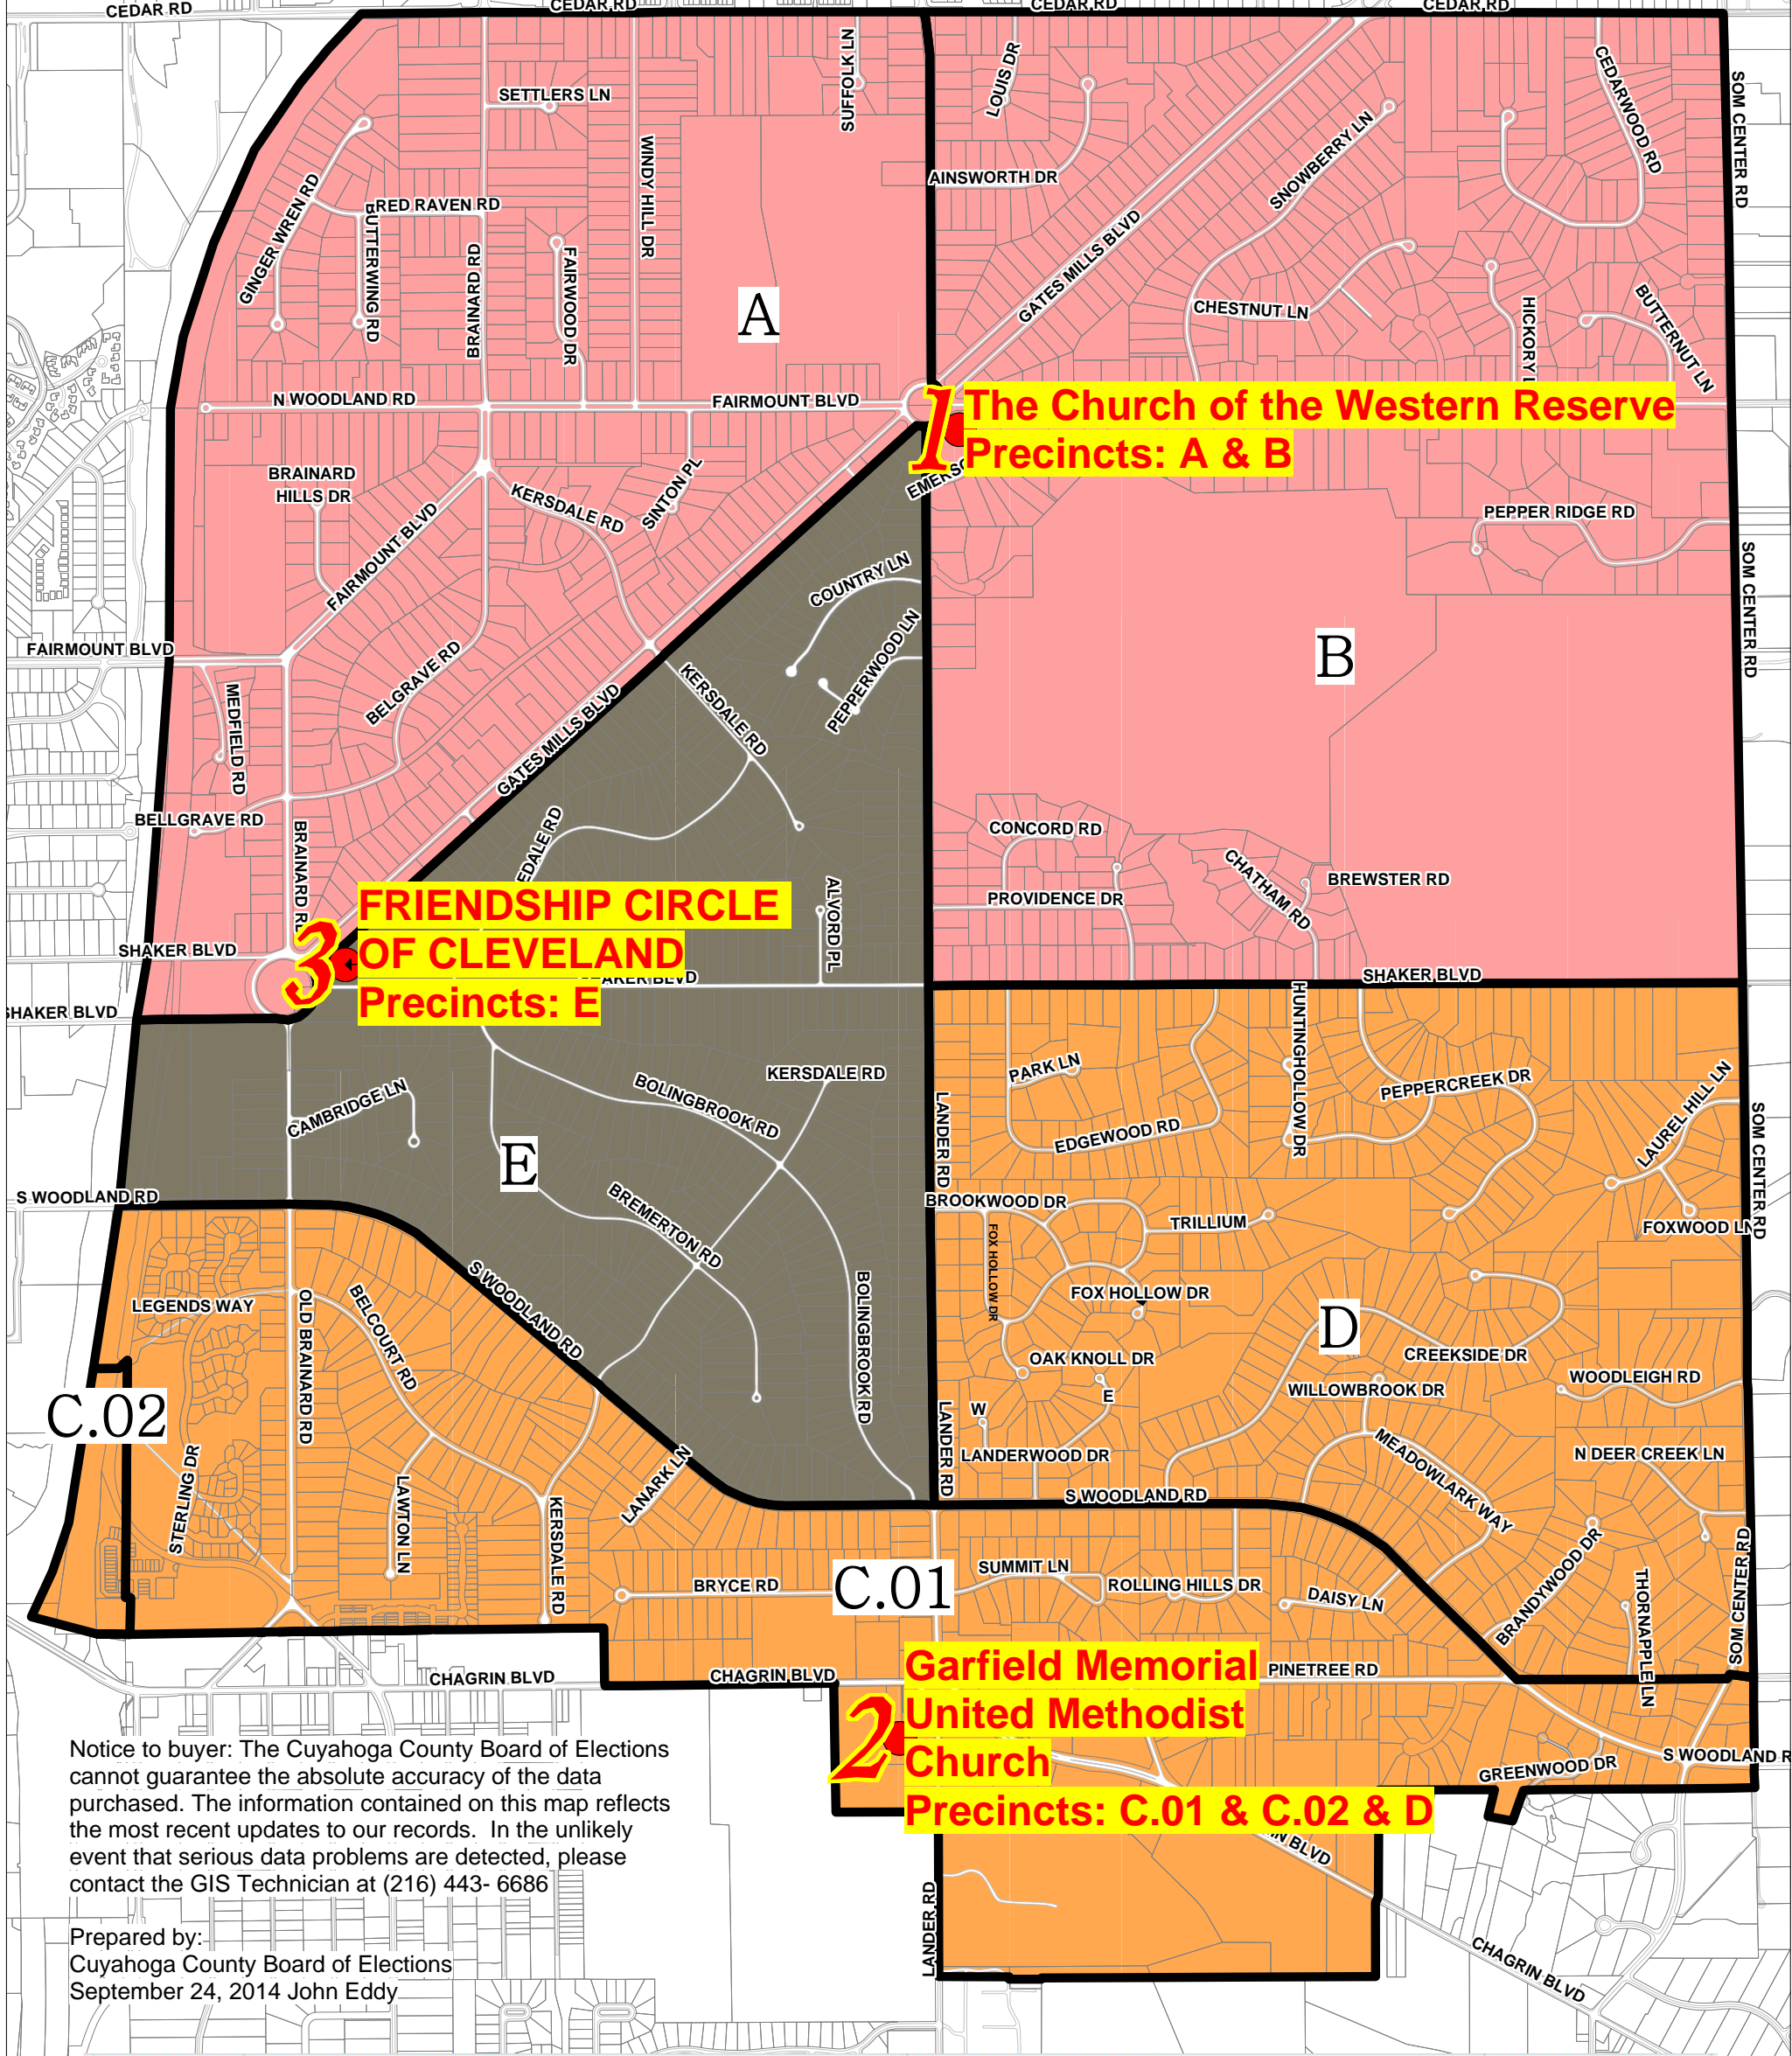 CEDAR RD
CEDAR RD
CEDAR RD
CEDAR RD
SUFFOLK LN
LOUIS DR
CEDARWOOD RD
SOM CENTER RD
SETTLERS LN
WINDY HILL DR
SNOWBERRY LN
AINSWORTH DR
GINGER WREN RD
RED RAVEN RD
BUTTERWING RD
BRAINARD RD
FAIRWOOD DR
GATES MILLS BLVD
A
CHESTNUT LN
HICKORY L
BUTTERNUT LN
N WOODLAND RD
FAIRMOUNT BLVD
1
The Church of the Western Reserve
Precincts: A & B
BRAINARD
HILLS DR
KERSDALE RD
SINTON PL
EMERSO
PEPPER RIDGE RD
FAIRMOUNT BLVD
COUNTRY LN
SOM CENTER RD
FAIRMOUNT BLVD
BELGRAVE RD
PEPPERWOOD LN
B
MEDFIELD RD
KERSDALE RD
GATES MILLS BLVD
BELLGRAVE RD
BRAINARD RD
EDALE RD
CONCORD RD
CHATHAM RD
BREWSTER RD
ALVORD PL
PROVIDENCE DR
3
FRIENDSHIP CIRCLE
OF CLEVELAND
Precincts: E
SHAKER BLVD
AKER BLVD
SHAKER BLVD
SHAKER BLVD
HUNTINGHOLLOW DR
PARK LN
KERSDALE RD
PEPPERCREEK DR
LAUREL HILL LN
CAMBRIDGE LN
BOLINGBROOK RD
LANDER RD
EDGEWOOD RD
SOM CENTER RD
E
S WOODLAND RD
BREMERTON RD
BROOKWOOD DR
TRILLIUM
FOXWOOD LN
FOX HOLLOW DR
S WOODLAND RD
LEGENDS WAY
OLD BRAINARD RD
BELCOURT RD
BOLINGBROOK RD
FOX HOLLOW DR
D
OAK KNOLL DR
CREEKSIDE DR
WILLOWBROOK DR
WOODLEIGH RD
C.02
E
W
LANDER RD
LANDERWOOD DR
MEADOWLARK WAY
N DEER CREEK LN
STERLING DR
LAWTON LN
KERSDALE RD
LANARK LN
S WOODLAND RD
BRYCE RD
C.01
SUMMIT LN
ROLLING HILLS DR
DAISY LN
BRANDYWOOD DR
THORNAPPLE LN
SOM CENTER RD
CHAGRIN BLVD
CHAGRIN BLVD
PINETREE RD
2
Garfield Memorial
United Methodist
Church
Precincts: C.01 & C.02 & D
GREENWOOD DR
S WOODLAND R
N BLVD
LANDER RD
CHAGRIN BLVD
Notice to buyer: The Cuyahoga County Board of Elections
cannot guarantee the absolute accuracy of the data
purchased. The information contained on this map reflects
the most recent updates to our records. In the unlikely
event that serious data problems are detected, please
contact the GIS Technician at (216) 443- 6686
Prepared by:
Cuyahoga County Board of Elections
September 24, 2014 John Eddy